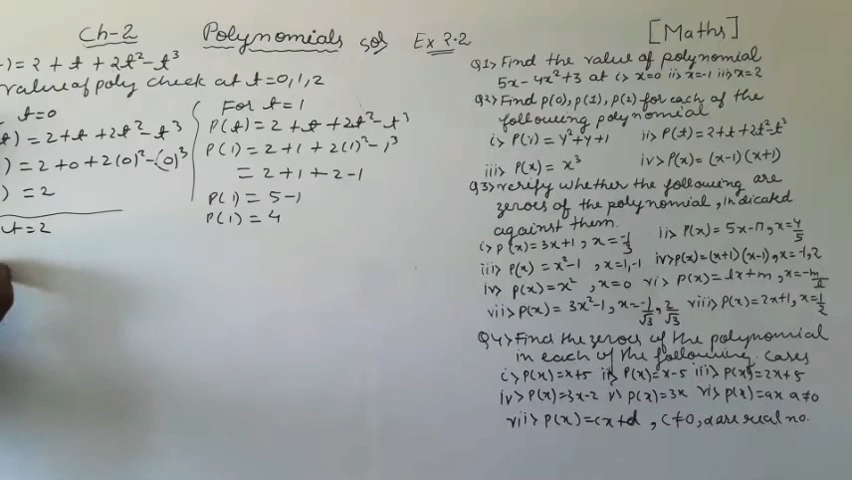 Ch-2 Polynomials sol Ex 2.2
) = 2 + t + 2t² - t³
value of poly check at t=0,1,2
t=0
t) = 2+t+2t²-t³
) = 2+0+2(0)²-(0)³
) = 2
t=2
For t=1
P(t) = 2+t+2t²-t³
P(1) = 2+1+2(1)²-1³
= 2+1+2-1
P(1) = 5-1
P(1) = 4
[Maths]
Q1> Find the value of polynomial
5x-4x²+3 at i> x=0 ii> x=-1 iii> x=2
Q2> Find p(0), p(1), p(2) for each of the
following polynomial
i> P(y) = y²+y+1 ii> P(t) = 2+t+2t²-t³
iii> P(x) = x³ iv> P(x) = (x-1)(x+1)
Q3> verify whether the following are
zeroes of the polynomial, indicated
against them.
i> p(x) = 3x+1, x=-1/3 ii> P(x) = 5x-π, x=4/5
iii> P(x) = x²-1, x=1,-1 iv> p(x) = (x+1)(x-1), x=-1,2
iv> p(x) = x², x=0 vi> P(x) = lx+m, x=-m/l
vii> P(x) = 3x²-1, x=-1/√3, 2/√3 viii> P(x) = 2x+1, x=1/2
Q4> Find the zeroes of the polynomial
in each of the following cases
i> P(x)=x+5 ii> P(x)=x-5 iii> P(x)=2x+5
iv> P(x)=3x-2 v> p(x)=3x vi> p(x)=ax a≠0
vii> P(x)=cx+d, c≠0, d are real no.